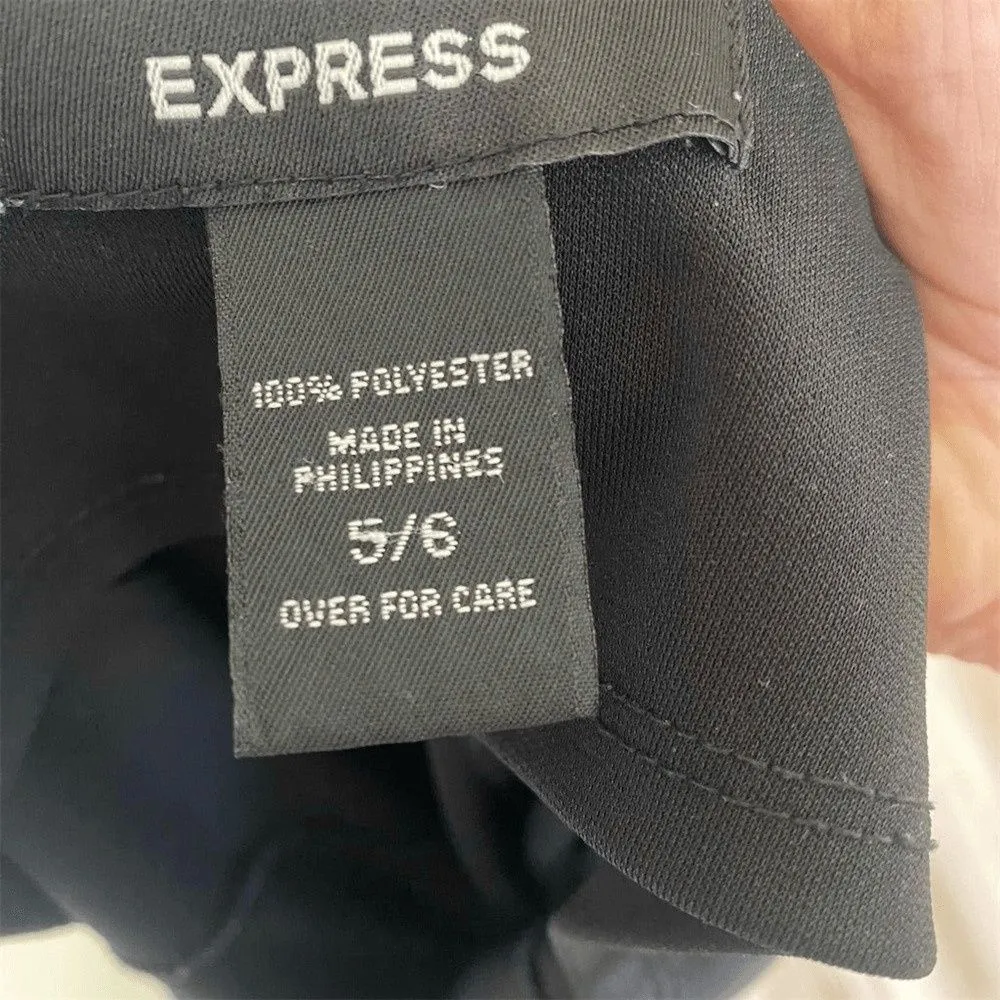 EXPRESS
100% POLYESTER
MADE IN
PHILIPPINES
5/6
OVER FOR CARE